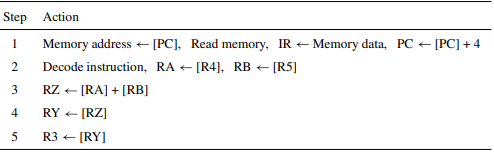 Step Action
1 Memory address ← [PC], Read memory, IR ← Memory data, PC ← [PC] + 4
2 Decode instruction, RA ← [R4], RB ← [R5]
3 RZ ← [RA] + [RB]
4 RY ← [RZ]
5 R3 ← [RY]